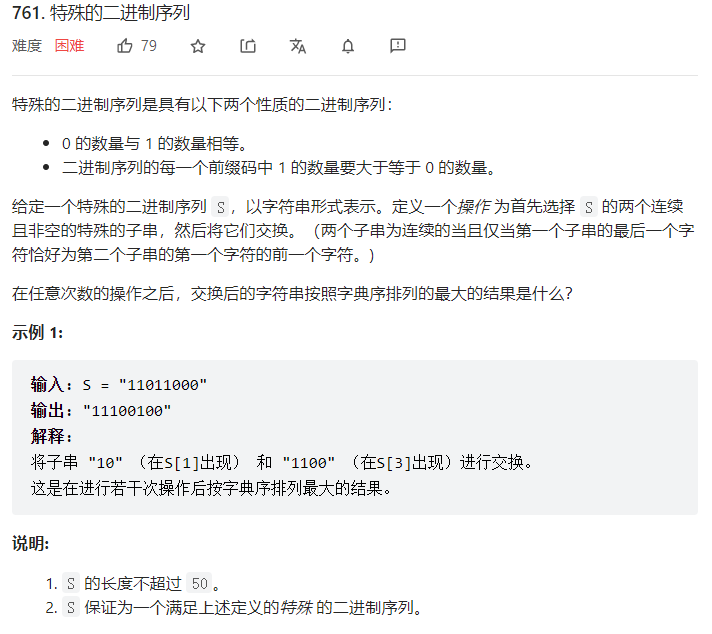 761. 特殊的二进制序列
难度 困难 79
特殊的二进制序列是具有以下两个性质的二进制序列：
• 0 的数量与 1 的数量相等。
• 二进制序列的每一个前缀码中 1 的数量要大于等于 0 的数量。
给定一个特殊的二进制序列 S，以字符串形式表示。定义一个操作 为首先选择 S 的两个连续
且非空的特殊的子串，然后将它们交换。（两个子串为连续的当且仅当第一个子串的最后一个字
符恰好为第二个子串的第一个字符的前一个字符。)
在任意次数的操作之后，交换后的字符串按照字典序排列的最大的结果是什么？
示例 1:
输入: S = "11011000"
输出: "11100100"
解释:
将子串 "10" （在S[1]出现） 和 "1100" （在S[3]出现）进行交换。
这是在进行若干次操作后按字典序排列最大的结果。
说明:
1. S 的长度不超过 50。
2. S 保证为一个满足上述定义的特殊 的二进制序列。